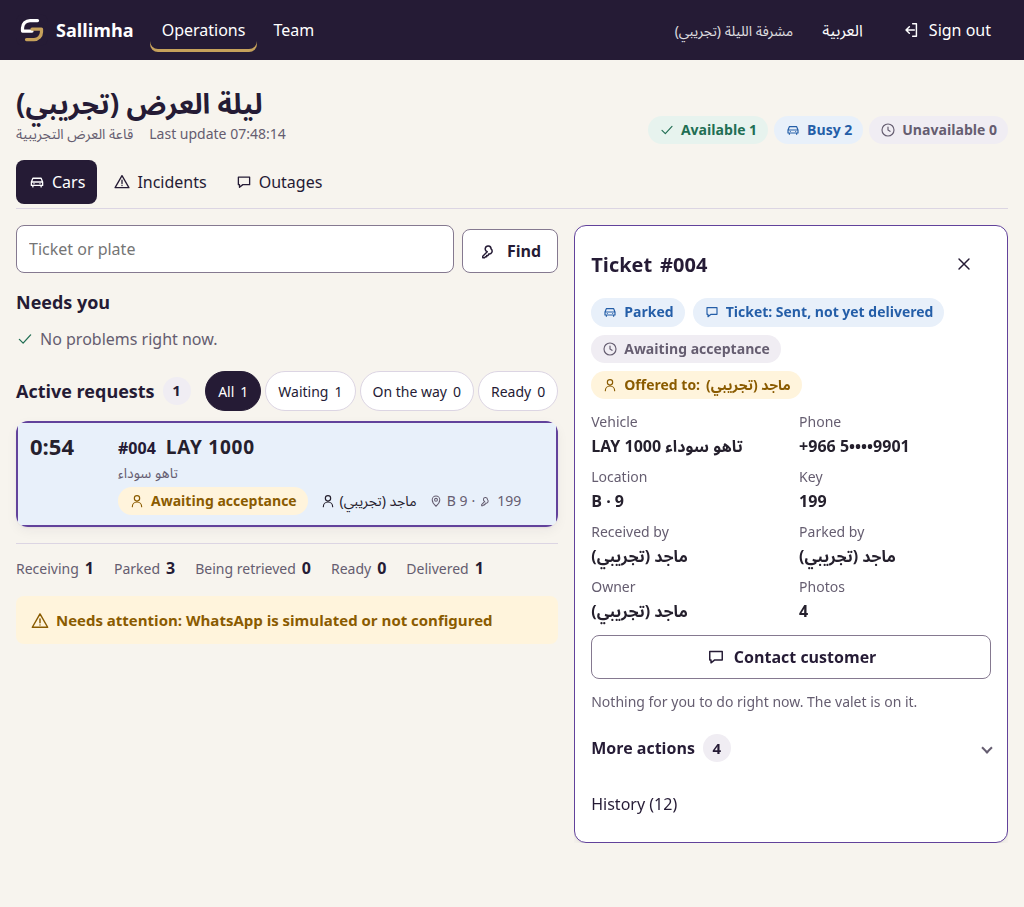 Sallimha Operations Team مشرفة الليلة (تجريبي) العربية Sign out
ليلة العرض (تجريبي)
قاعة العرض التجريبية Last update 07:48:14
Available 1 Busy 2 Unavailable 0
Cars Incidents Outages
Ticket or plate Find
Needs you
No problems right now.
Active requests 1 All 1 Waiting 1 On the way 0 Ready 0
0:54 #004 LAY 1000
تاهو سوداء
Awaiting acceptance ماجد (تجريبي) B 9 · 199
Receiving 1 Parked 3 Being retrieved 0 Ready 0 Delivered 1
Needs attention: WhatsApp is simulated or not configured
Ticket #004
Parked Ticket: Sent, not yet delivered
Awaiting acceptance
Offered to: ماجد (تجريبي)
Vehicle Phone
LAY 1000 تاهو سوداء +966 5••••9901
Location Key
B · 9 199
Received by Parked by
ماجد (تجريبي) ماجد (تجريبي)
Owner Photos
ماجد (تجريبي) 4
Contact customer
Nothing for you to do right now. The valet is on it.
More actions 4
History (12)